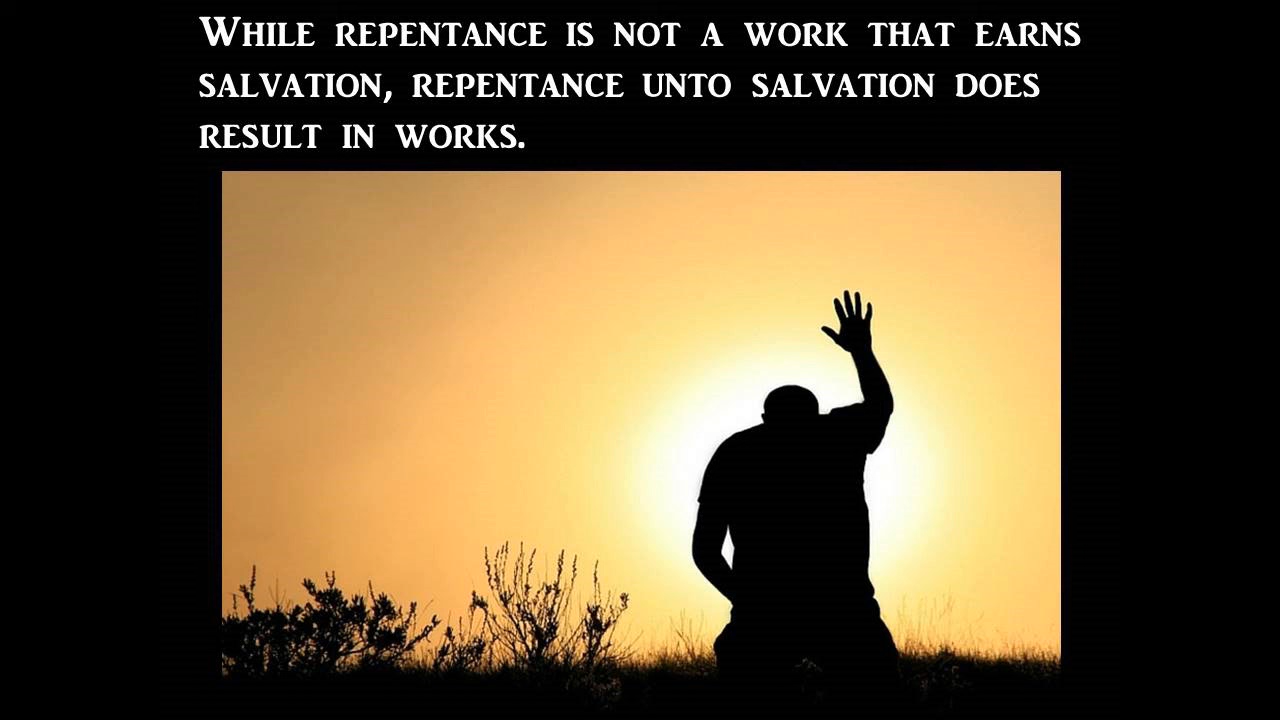 While repentance is not a work that earns
salvation, repentance unto salvation does
result in works.